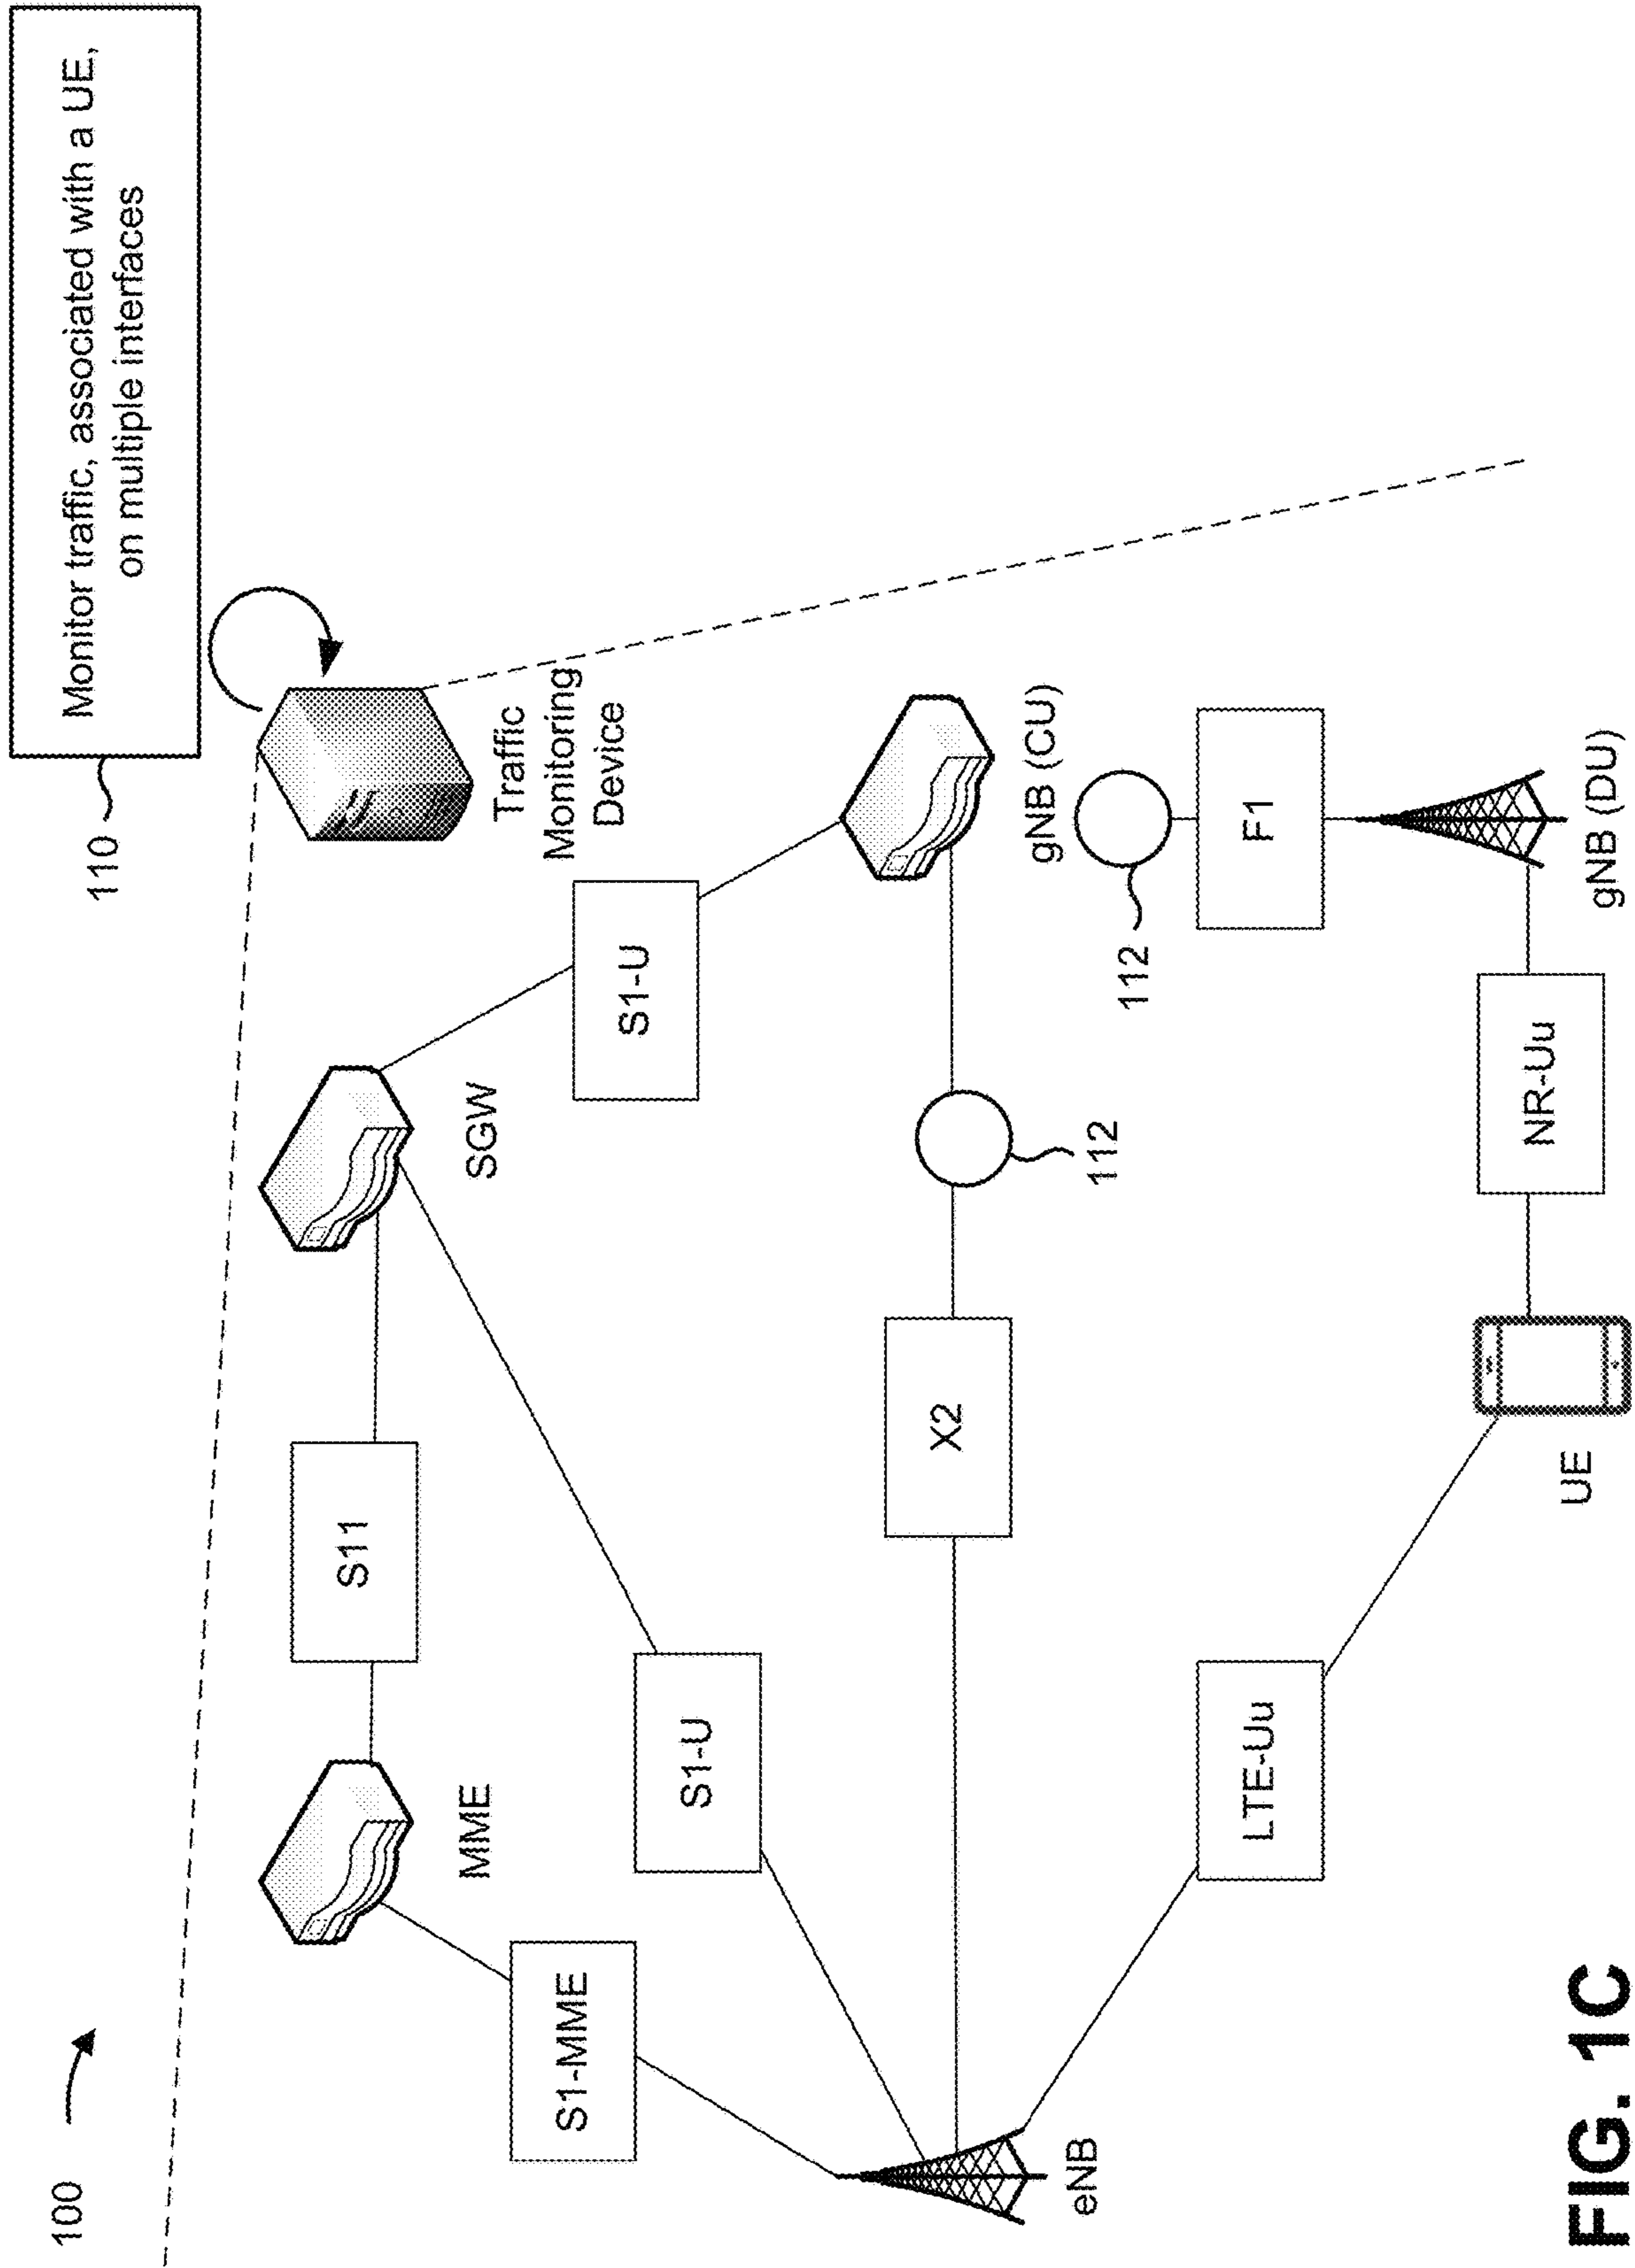 100
110
Monitor traffic, associated with a UE,
on multiple interfaces
Traffic
Monitoring
Device
MME
S11
SGW
S1-MME
S1-U
S1-U
eNB
X2
112
gNB (CU)
112
F1
LTE-Uu
UE
NR-Uu
gNB (DU)
FIG. 1C